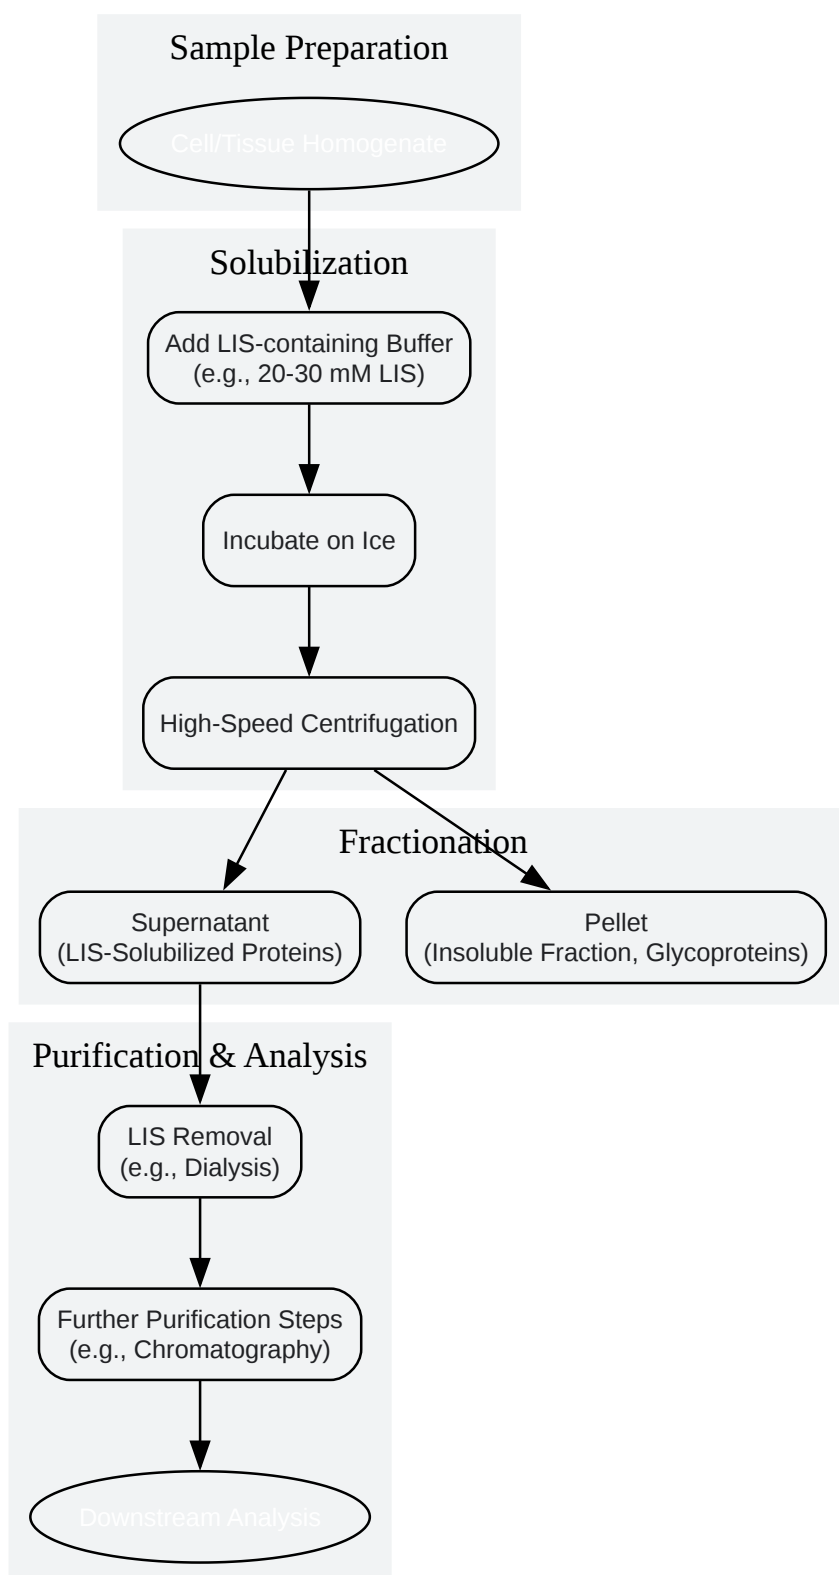 Sample Preparation
Cell/Tissue Homogenate
Solubilization
Add LIS-containing Buffer
(e.g., 20-30 mM LIS)
Incubate on Ice
High-Speed Centrifugation
Fractionation
Supernatant
(LIS-Solubilized Proteins)
Pellet
(Insoluble Fraction, Glycoproteins)
Purification & Analysis
LIS Removal
(e.g., Dialysis)
Further Purification Steps
(e.g., Chromatography)
Downstream Analysis